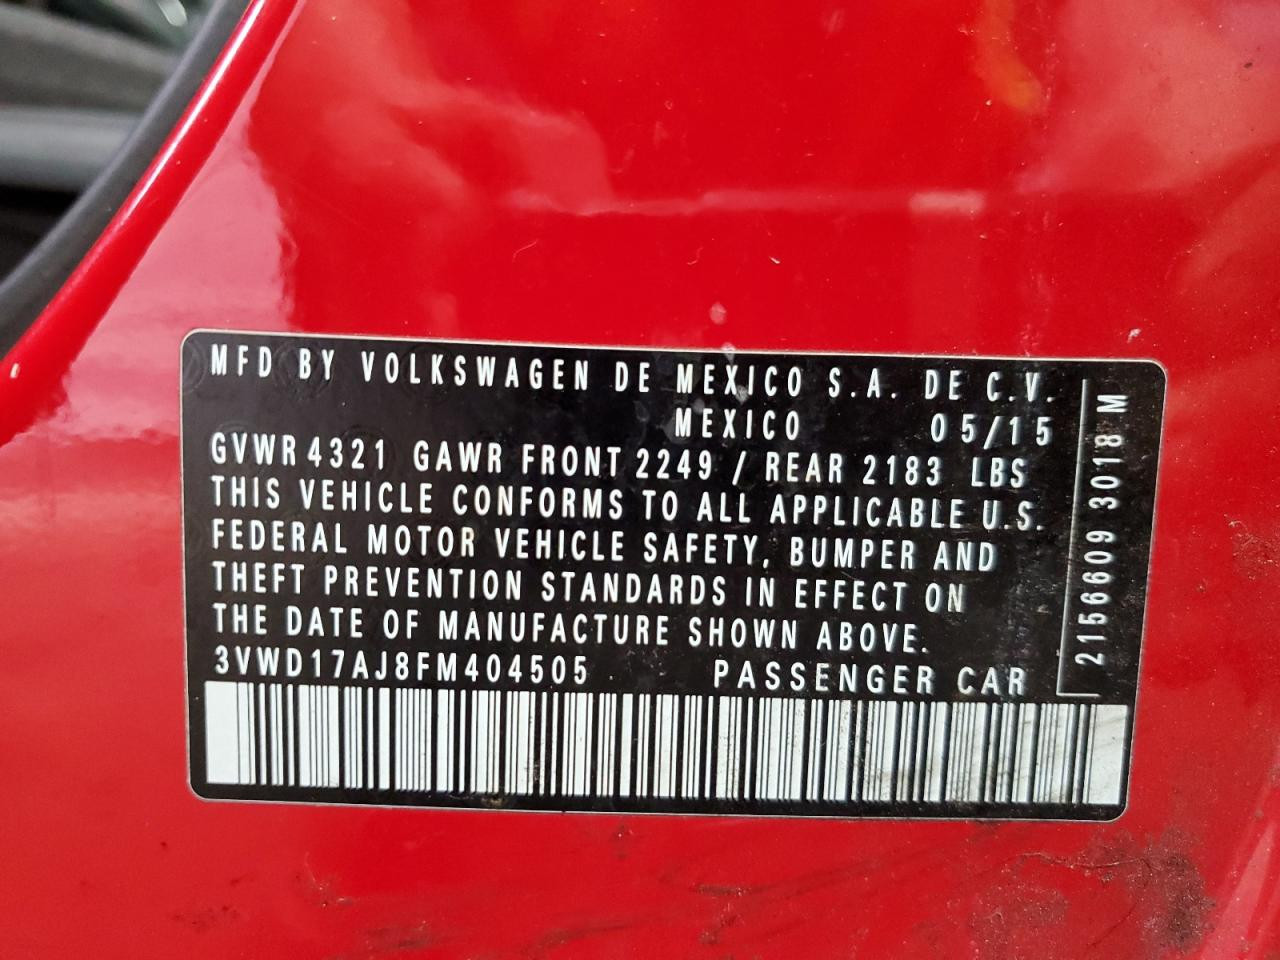 MFD BY VOLKSWAGEN DE MEXICO S.A. DE C.V.
MEXICO 05/15
GVWR 4321 GAWR FRONT 2249 / REAR 2183 LBS
THIS VEHICLE CONFORMS TO ALL APPLICABLE U.S.
FEDERAL MOTOR VEHICLE SAFETY, BUMPER AND
THEFT PREVENTION STANDARDS IN EFFECT ON
THE DATE OF MANUFACTURE SHOWN ABOVE.
3VWD17AJ8FM404505 PASSENGER CAR
2156609 3018 M